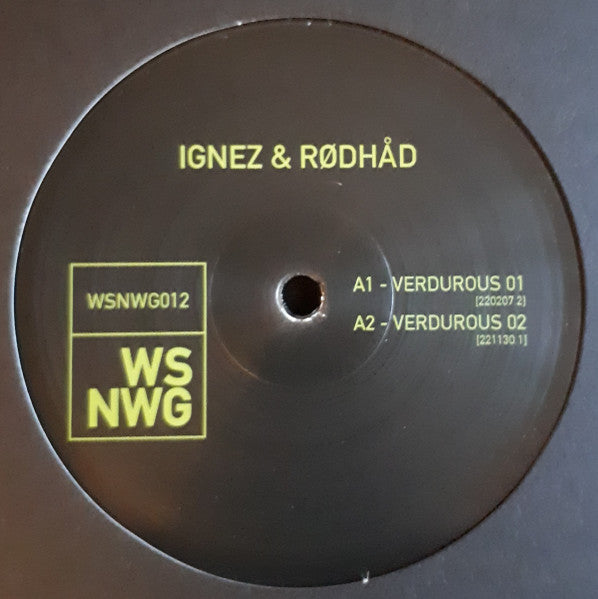 IGNEZ & RØDHÅD
WSNWG012
WS
NWG
A1 - VERDUROUS 01
[220207 2]
A2 - VERDUROUS 02
[221130 1]